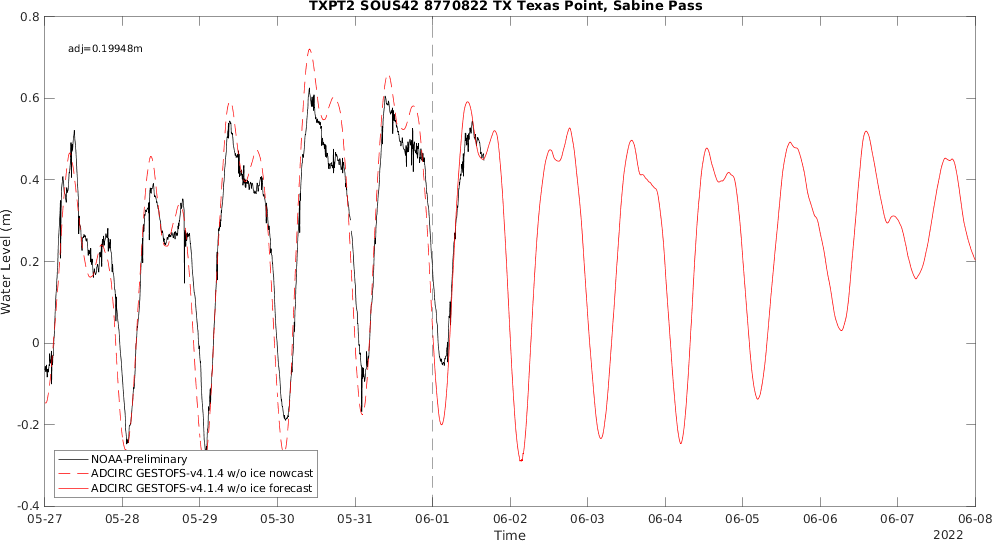 TXPT2 SOUS42 8770822 TX Texas Point, Sabine Pass
adj=0.19948m
0.8
0.6
0.4
0.2
0
-0.2
-0.4
Water Level (m)
NOAA-Preliminary
ADCIRC GESTOFS-v4.1.4 w/o ice nowcast
ADCIRC GESTOFS-v4.1.4 w/o ice forecast
05-27 05-28 05-29 05-30 05-31 06-01 06-02 06-03 06-04 06-05 06-06 06-07 06-08
Time
2022